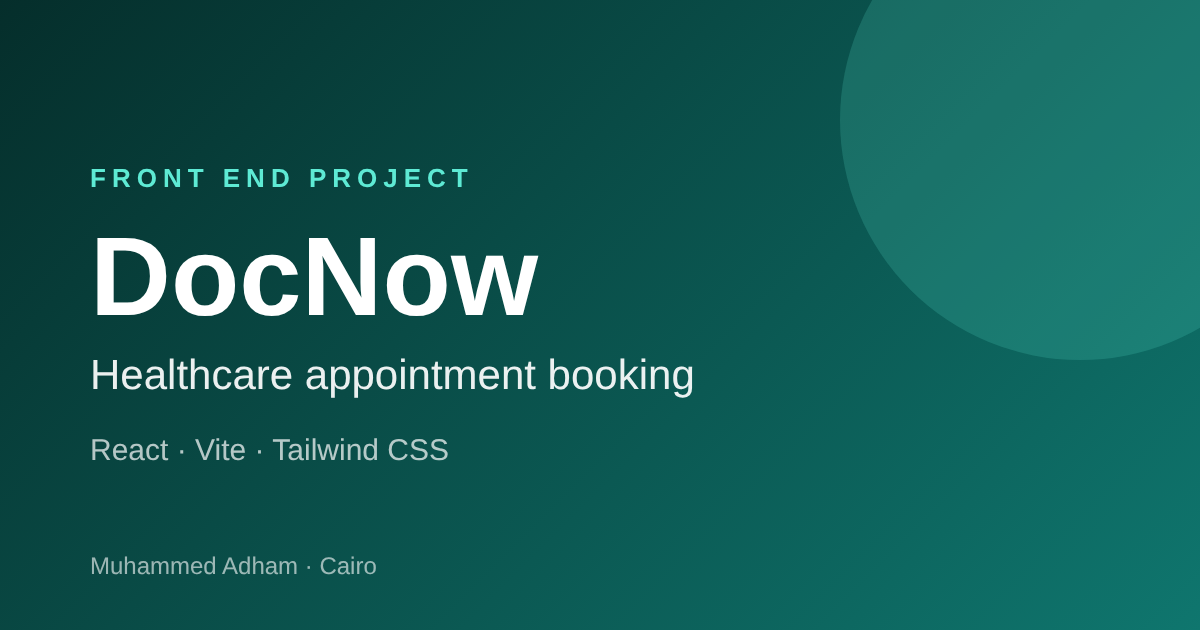 FRONT END PROJECT
DocNow
Healthcare appointment booking
React · Vite · Tailwind CSS
Muhammed Adham · Cairo